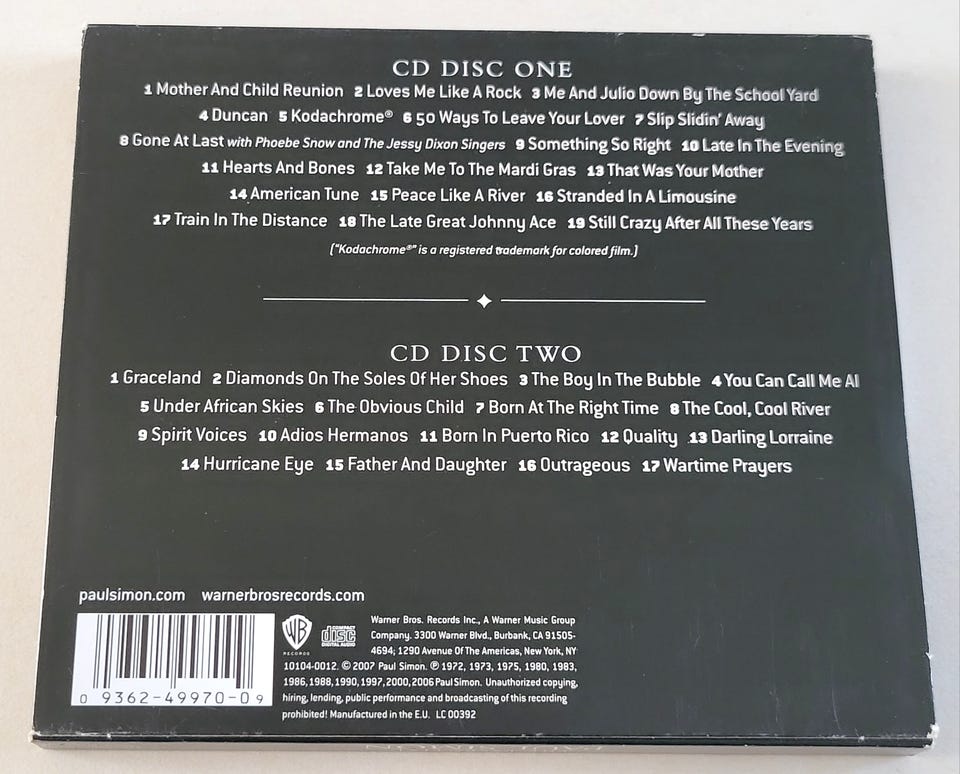 CD DISC ONE
1 Mother And Child Reunion 2 Loves Me Like A Rock 3 Me And Julio Down By The School Yard
4 Duncan 5 Kodachrome® 6 50 Ways To Leave Your Lover 7 Slip Slidin' Away
8 Gone At Last with Phoebe Snow and The Jessy Dixon Singers 9 Something So Right 10 Late In The Evening
11 Hearts And Bones 12 Take Me To The Mardi Gras 13 That Was Your Mother
14 American Tune 15 Peace Like A River 16 Stranded In A Limousine
17 Train In The Distance 18 The Late Great Johnny Ace 19 Still Crazy After All These Years
("Kodachrome®" is a registered trademark for colored film.)
CD DISC TWO
1 Graceland 2 Diamonds On The Soles Of Her Shoes 3 The Boy In The Bubble 4 You Can Call Me Al
5 Under African Skies 6 The Obvious Child 7 Born At The Right Time 8 The Cool, Cool River
9 Spirit Voices 10 Adios Hermanos 11 Born In Puerto Rico 12 Quality 13 Darling Lorraine
14 Hurricane Eye 15 Father And Daughter 16 Outrageous 17 Wartime Prayers
paulsimon.com warnerbrosrecords.com
0 9362-49970-0 9
WB
RECORDS
COMPACT
disc
DIGITAL AUDIO
Warner Bros. Records Inc., A Warner Music Group
Company. 3300 Warner Blvd., Burbank, CA 91505-
4694; 1290 Avenue Of The Americas, New York, NY
10104-0012. © 2007 Paul Simon. ℗ 1972, 1973, 1975, 1980, 1983,
1986, 1988, 1990, 1997, 2000, 2006 Paul Simon. Unauthorized copying,
hiring, lending, public performance and broadcasting of this recording
prohibited! Manufactured in the E.U. LC 00392
PAUL SIMON